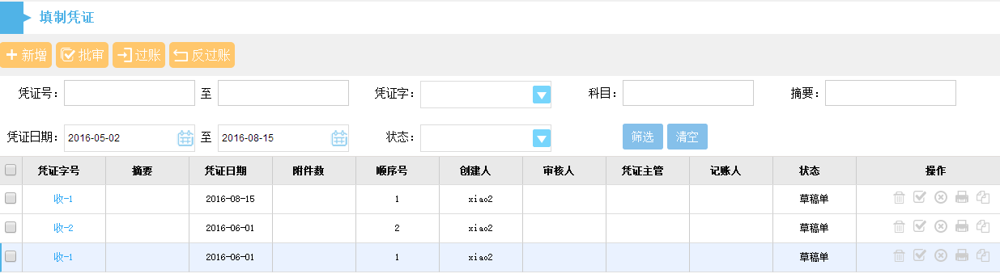 填制凭证
新增 批审 过账 反过账
凭证号： 至 凭证字： 科目： 摘要：
凭证日期： 2016-05-02 至 2016-08-15 状态： 筛选 清空
凭证字号 摘要 凭证日期 附件数 顺序号 创建人 审核人 凭证主管 记账人 状态 操作
收-1 2016-08-15 1 xiao2 草稿单
收-2 2016-06-01 2 xiao2 草稿单
收-1 2016-06-01 1 xiao2 草稿单